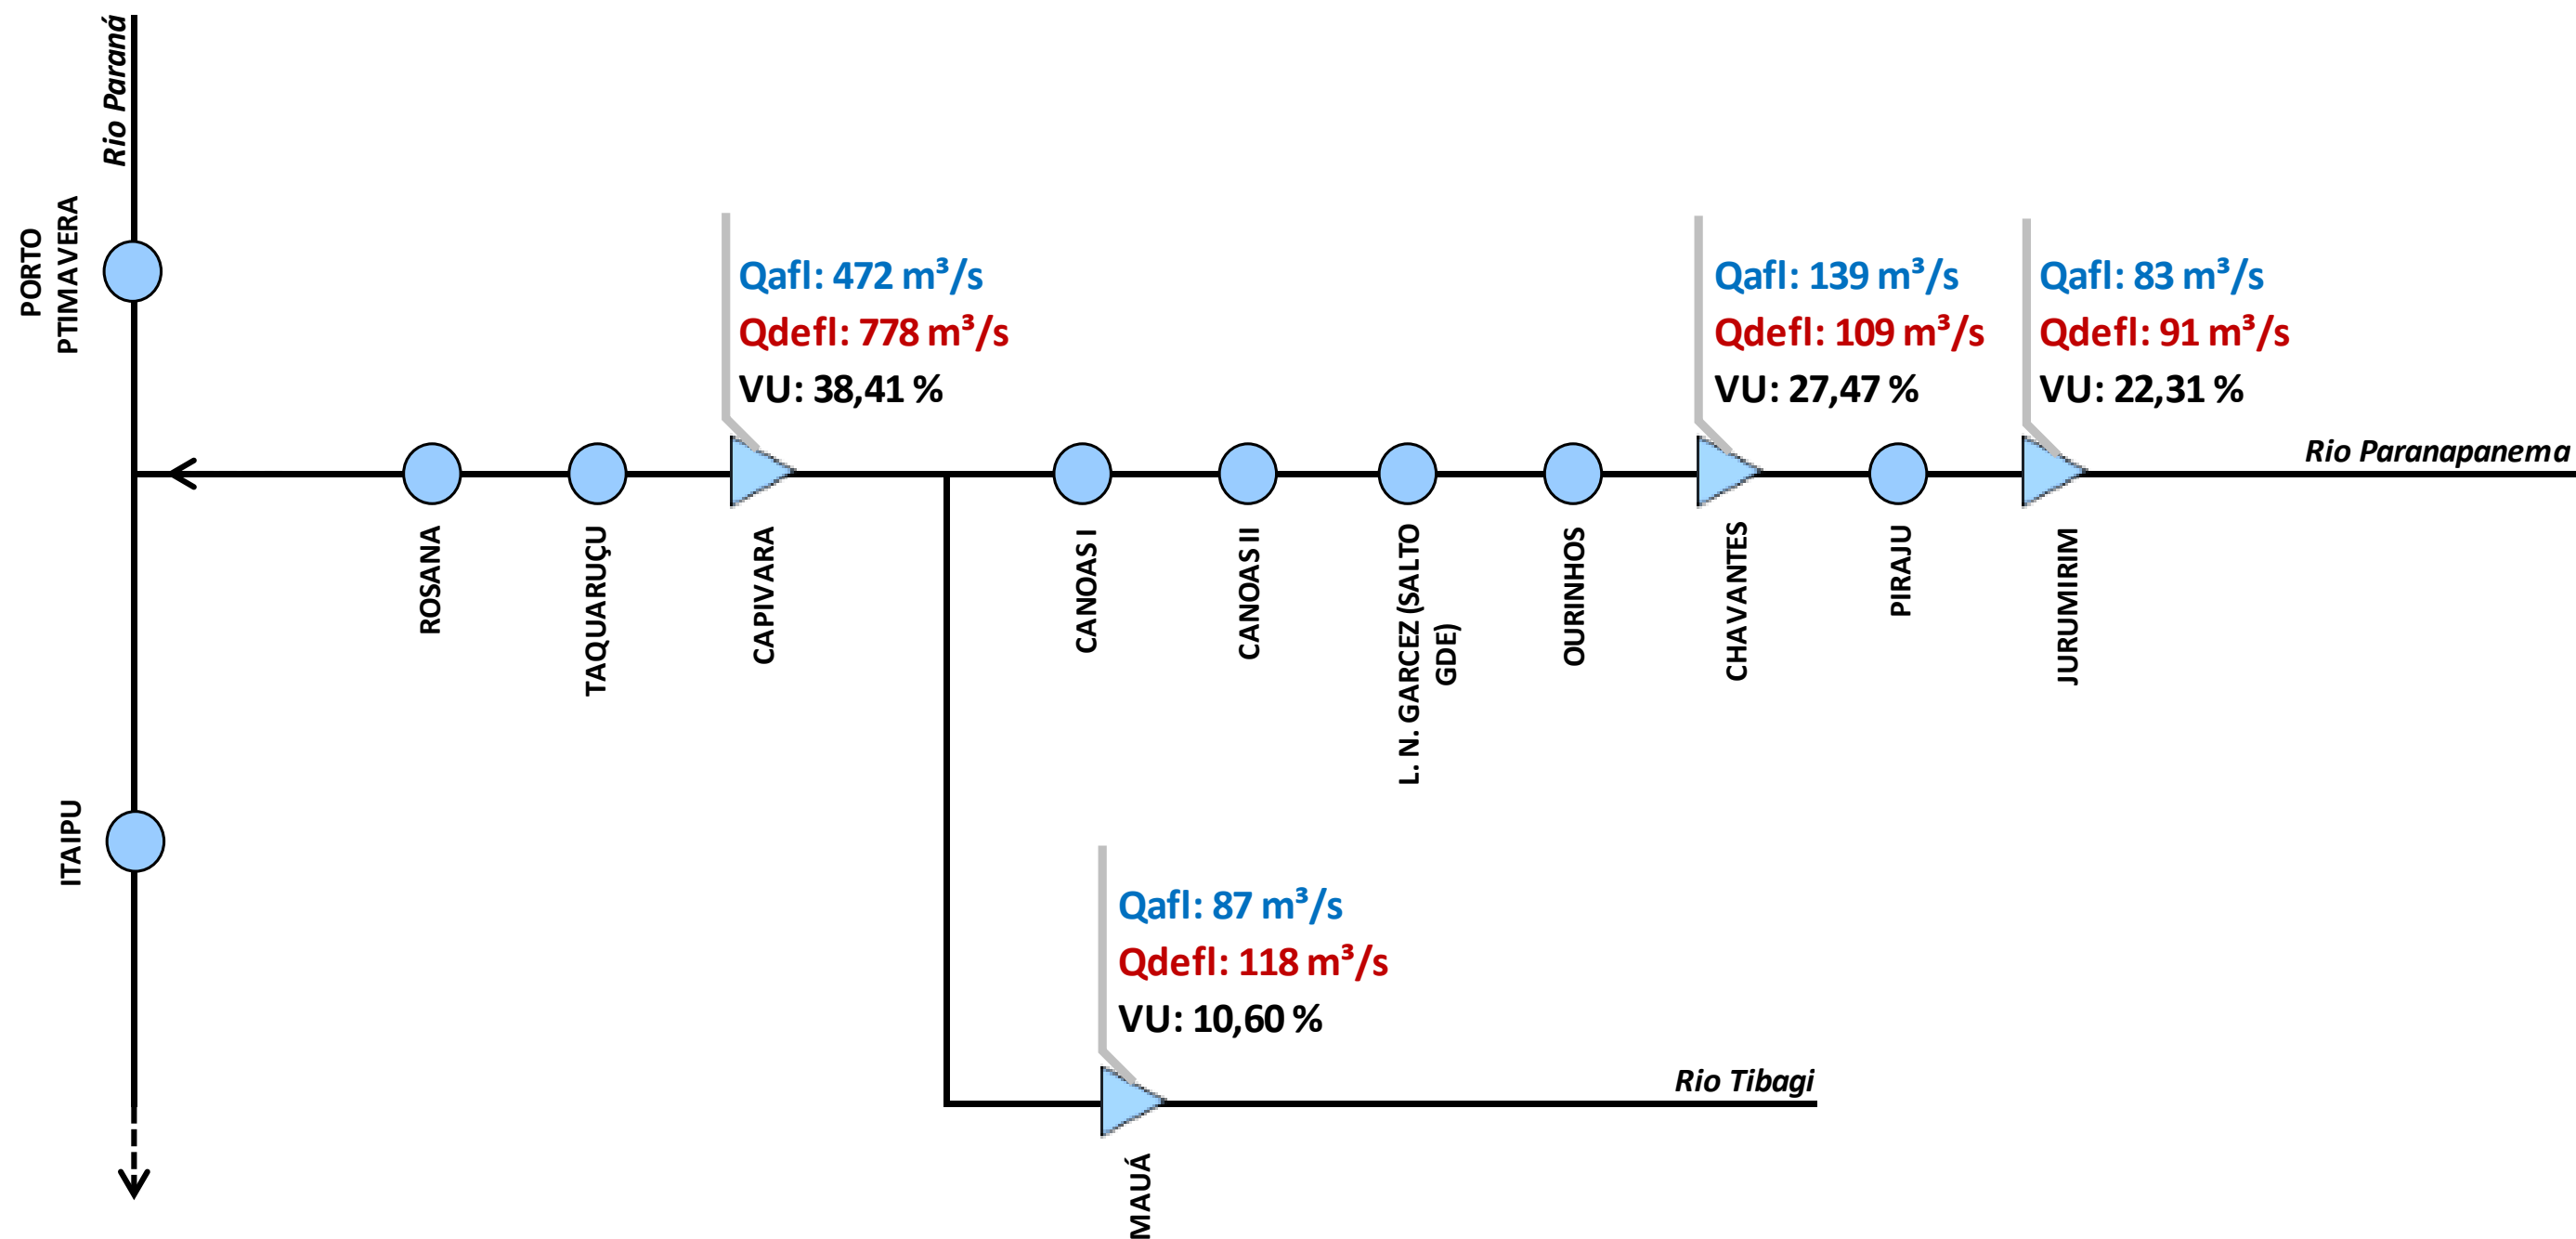 Rio Paraná
PORTO
PTIMAVERA
Qafl: 472 m³/s
Qdefl: 778 m³/s
VU: 38,41 %
Qafl: 139 m³/s
Qdefl: 109 m³/s
VU: 27,47 %
Qafl: 83 m³/s
Qdefl: 91 m³/s
VU: 22,31 %
Rio Paranapanema
ROSANA
TAQUARUÇU
CAPIVARA
CANOAS I
CANOAS II
L. N. GARCEZ (SALTO
GDE)
OURINHOS
CHAVANTES
PIRAJU
JURUMIRIM
ITAIPU
Qafl: 87 m³/s
Qdefl: 118 m³/s
VU: 10,60 %
Rio Tibagi
MAUÁ